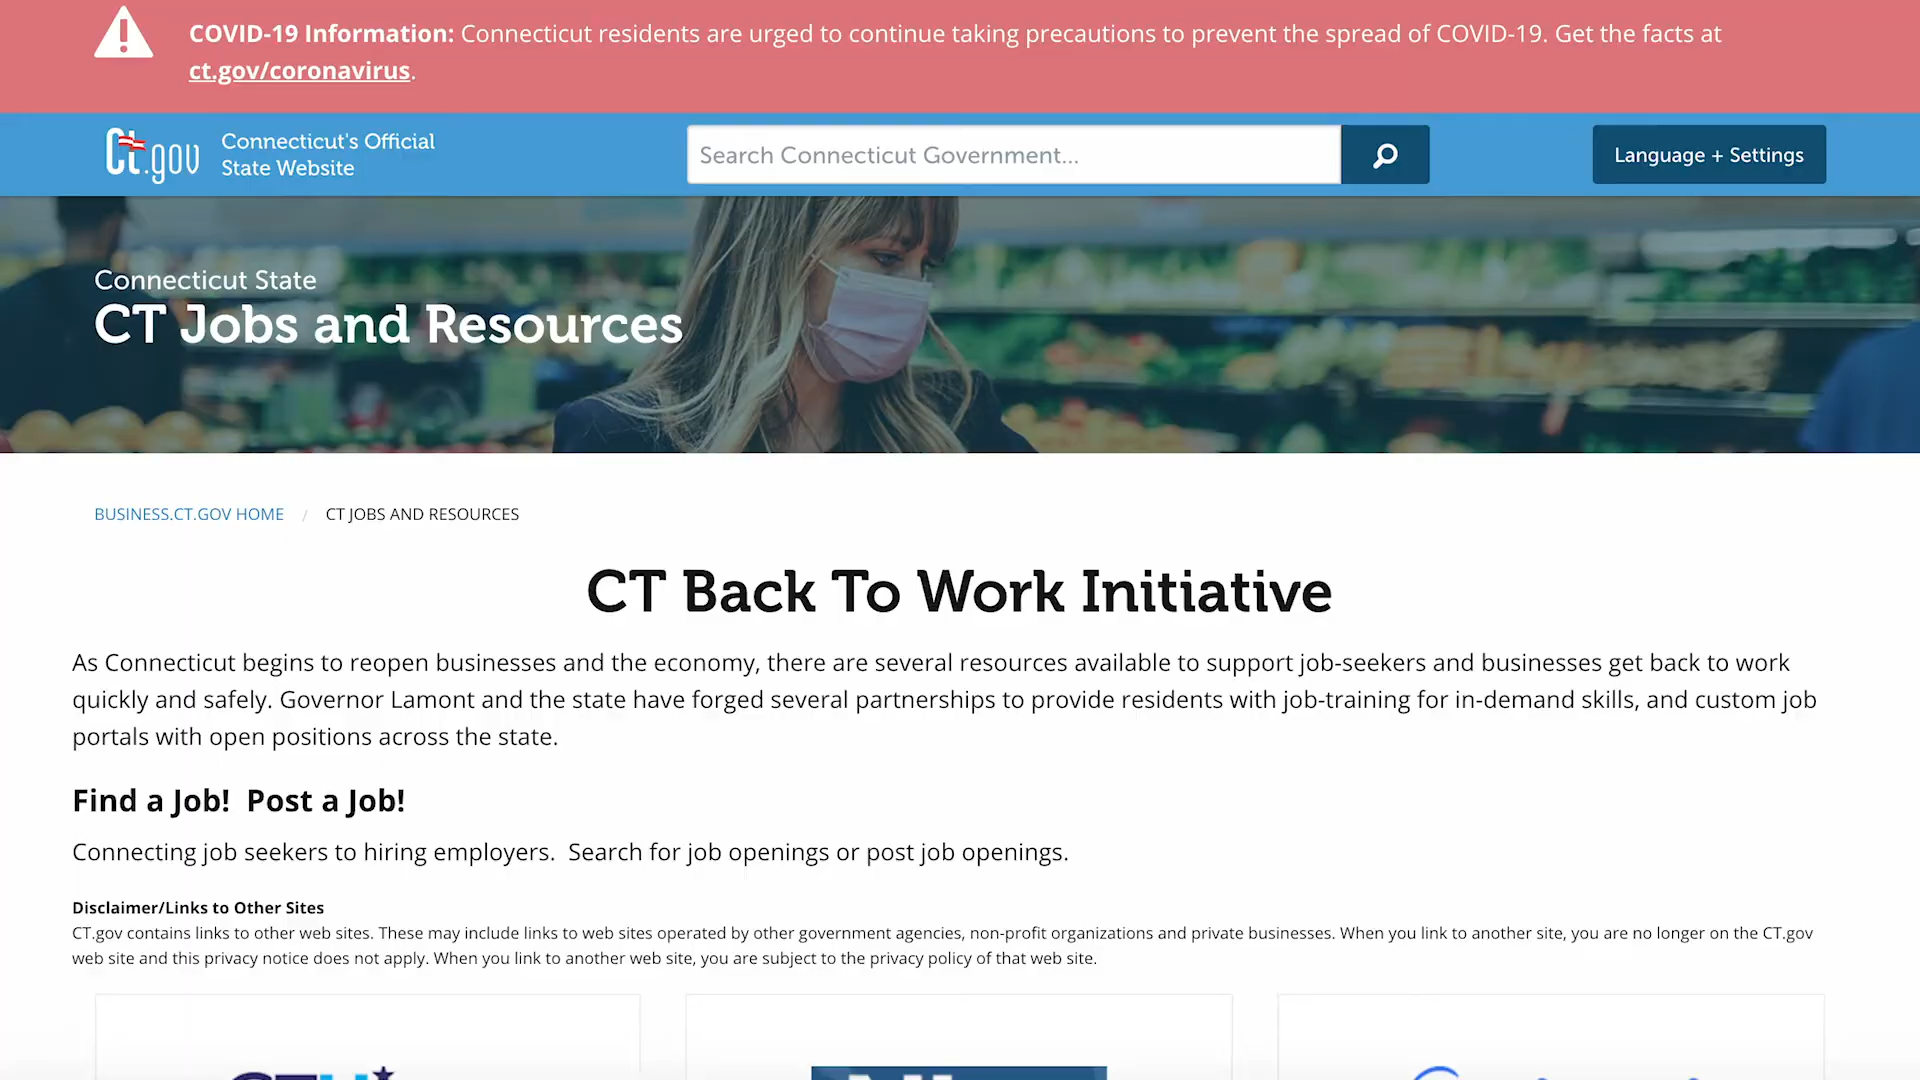 COVID-19 Information: Connecticut residents are urged to continue taking precautions to prevent the spread of COVID-19. Get the facts at
ct.gov/coronavirus.
Ct.gov
Connecticut's Official
State Website
Search Connecticut Government...
Language + Settings
Connecticut State
CT Jobs and Resources
BUSINESS.CT.GOV HOME / CT JOBS AND RESOURCES
CT Back To Work Initiative
As Connecticut begins to reopen businesses and the economy, there are several resources available to support job-seekers and businesses get back to work
quickly and safely. Governor Lamont and the state have forged several partnerships to provide residents with job-training for in-demand skills, and custom job
portals with open positions across the state.
Find a Job!  Post a Job!
Connecting job seekers to hiring employers.  Search for job openings or post job openings.
Disclaimer/Links to Other Sites
CT.gov contains links to other web sites. These may include links to web sites operated by other government agencies, non-profit organizations and private businesses. When you link to another site, you are no longer on the CT.gov
web site and this privacy notice does not apply. When you link to another web site, you are subject to the privacy policy of that web site.